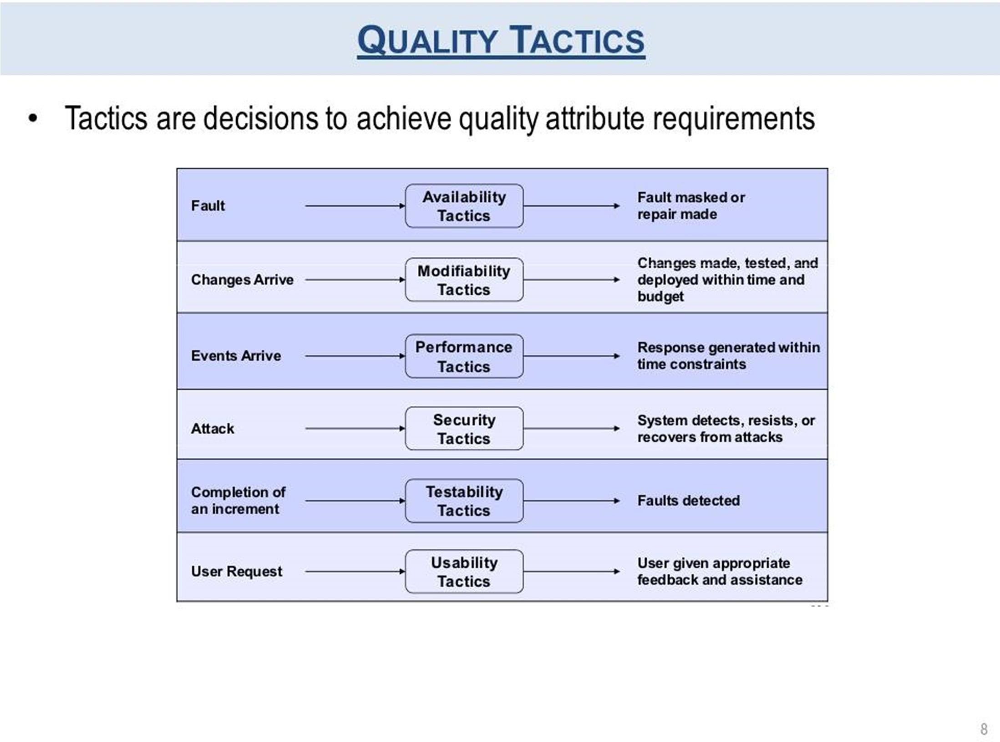 QUALITY TACTICS
• Tactics are decisions to achieve quality attribute requirements
Fault
Availability
Tactics
Fault masked or
repair made
Changes Arrive
Modifiability
Tactics
Changes made, tested, and
deployed within time and
budget
Events Arrive
Performance
Tactics
Response generated within
time constraints
Attack
Security
Tactics
System detects, resists, or
recovers from attacks
Completion of
an increment
Testability
Tactics
Faults detected
User Request
Usability
Tactics
User given appropriate
feedback and assistance
8